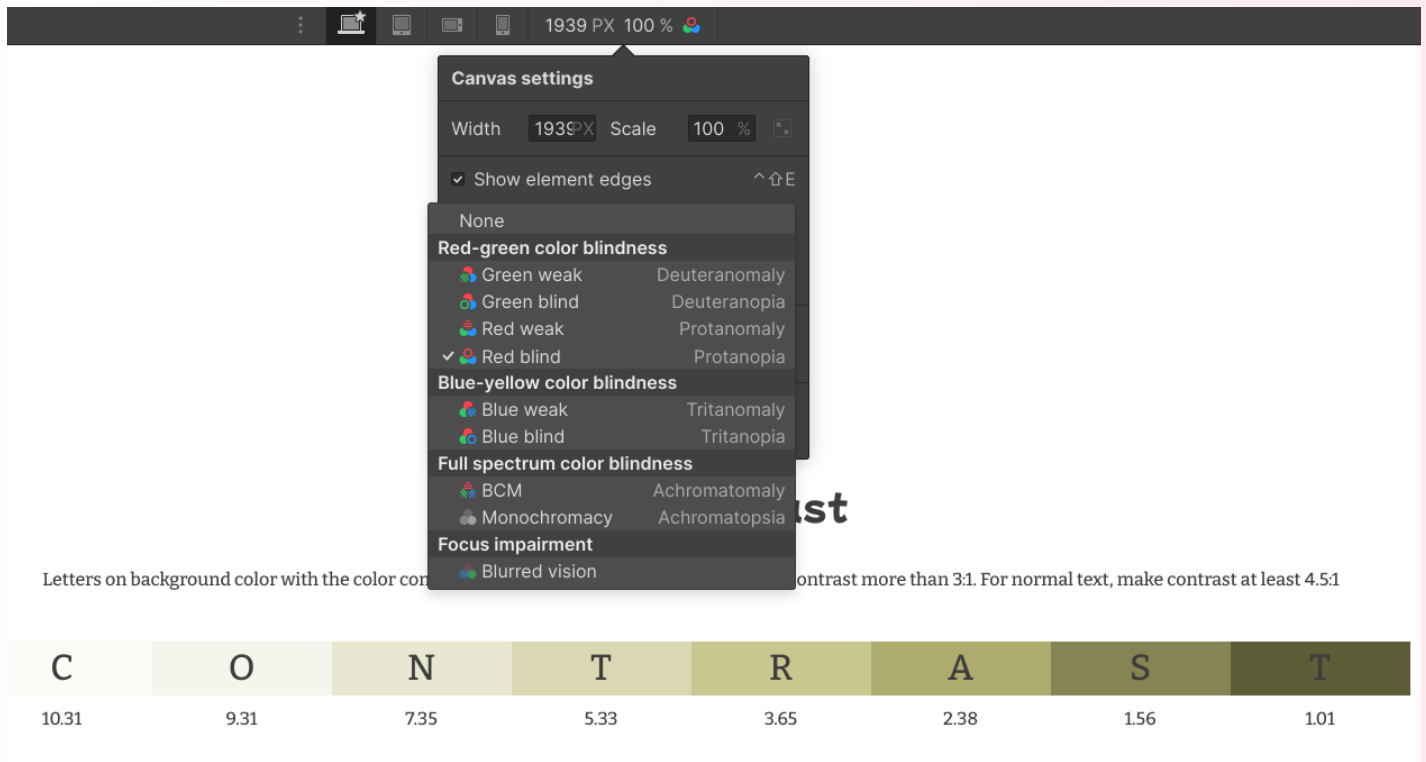 1939 PX 100 %
Canvas settings
Width 1939 PX Scale 100 %
Show element edges ^⇧E
None
Red-green color blindness
Green weak Deuteranomaly
Green blind Deuteranopia
Red weak Protanomaly
Red blind Protanopia
Blue-yellow color blindness
Blue weak Tritanomaly
Blue blind Tritanopia
Full spectrum color blindness
BCM Achromatomaly
Monochromacy Achromatopsia
Focus impairment
Blurred vision
ast
Letters on background color with the color con ontrast more than 3:1. For normal text, make contrast at least 4.5:1
C O N T R A S T
10.31 9.31 7.35 5.33 3.65 2.38 1.56 1.01